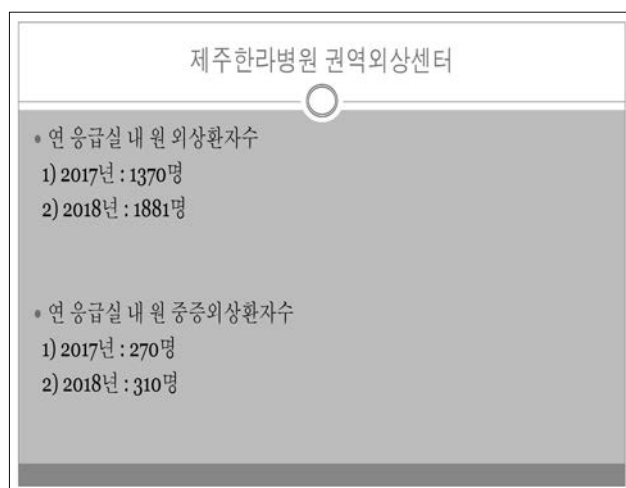 제주한라병원 권역외상센터
• 연 응급실 내 원 외상환자수
1) 2017년 : 1370명
2) 2018년 : 1881명
• 연 응급실 내 원 중증외상환자수
1) 2017년 : 270명
2) 2018년 : 310명